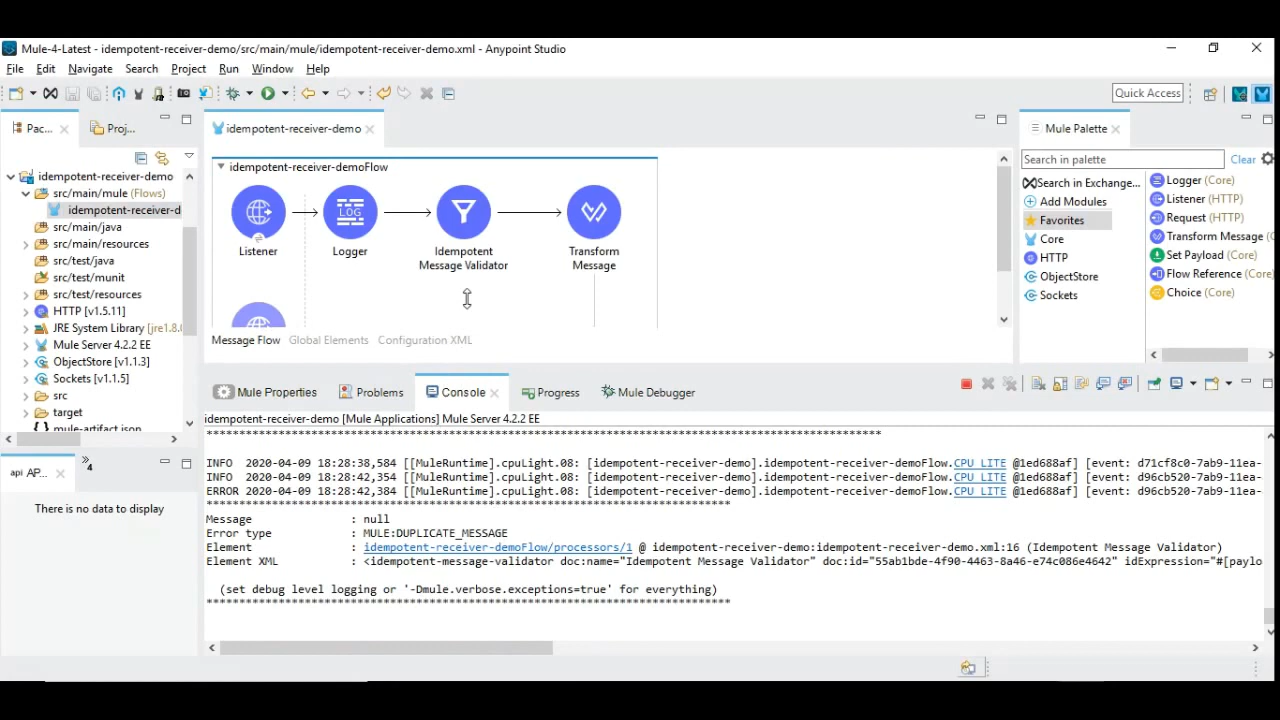 Mule-4-Latest - idempotent-receiver-demo/src/main/mule/idempotent-receiver-demo.xml - Anypoint Studio
File Edit Navigate Search Project Run Window Help
Quick Access
Pac...
Proj...
idempotent-receiver-demo
src/main/mule (Flows)
idempotent-receiver-d
src/main/java
src/main/resources
src/test/java
src/test/munit
src/test/resources
HTTP [v1.5.11]
JRE System Library [jre1.8.
Mule Server 4.2.2 EE
ObjectStore [v1.1.3]
Sockets [v1.1.5]
src
target
mule-artifact.json
api AP...
4
There is no data to display
idempotent-receiver-demo
idempotent-receiver-demoFlow
Listener
LOG
Logger
Idempotent
Message Validator
Transform
Message
Message Flow Global Elements Configuration XML
Mule Palette
Search in palette
Clear
Search in Exchange...
Add Modules
Favorites
Core
HTTP
ObjectStore
Sockets
Logger (Core)
Listener (HTTP)
Request (HTTP)
Transform Message (Core
Set Payload (Core)
Flow Reference (Core)
Choice (Core)
Mule Properties
Problems
Console
Progress
Mule Debugger
idempotent-receiver-demo [Mule Applications] Mule Server 4.2.2 EE
INFO 2020-04-09 18:28:38,584 [[MuleRuntime].cpuLight.08: [idempotent-receiver-demo].idempotent-receiver-demoFlow.CPU_LITE @1ed688af] [event: d71cf8c0-7ab9-11ea-
INFO 2020-04-09 18:28:42,354 [[MuleRuntime].cpuLight.08: [idempotent-receiver-demo].idempotent-receiver-demoFlow.CPU_LITE @1ed688af] [event: d96cb520-7ab9-11ea-
ERROR 2020-04-09 18:28:42,384 [[MuleRuntime].cpuLight.08: [idempotent-receiver-demo].idempotent-receiver-demoFlow.CPU_LITE @1ed688af] [event: d96cb520-7ab9-11ea-
********************************************************************************
Message : null
Error type : MULE:DUPLICATE_MESSAGE
Element : idempotent-receiver-demoFlow/processors/1 @ idempotent-receiver-demo:idempotent-receiver-demo.xml:16 (Idempotent Message Validator)
Element XML : <idempotent-message-validator doc:name="Idempotent Message Validator" doc:id="55ab1bde-4f90-4463-8a46-e74c086e4642" idExpression="#[paylo
(set debug level logging or '-Dmule.verbose.exceptions=true' for everything)
********************************************************************************